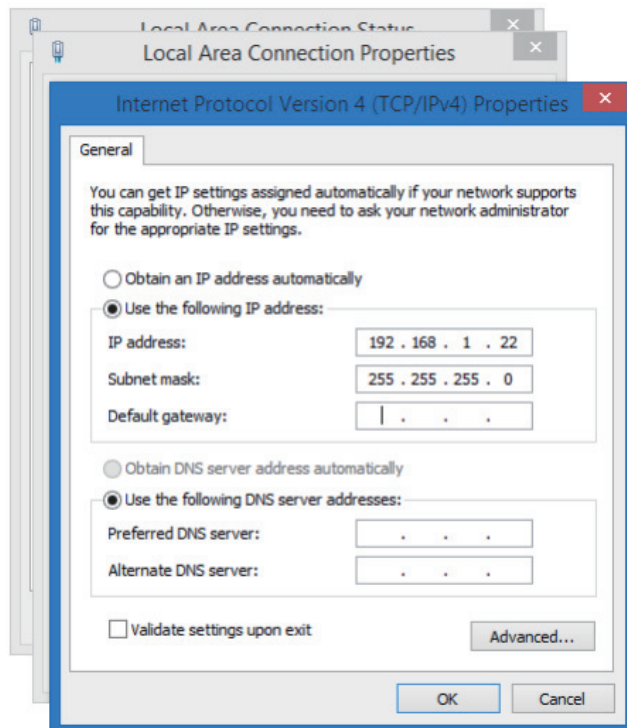 Local Area Connection Status
Local Area Connection Properties
Internet Protocol Version 4 (TCP/IPv4) Properties
General
You can get IP settings assigned automatically if your network supports
this capability. Otherwise, you need to ask your network administrator
for the appropriate IP settings.
Obtain an IP address automatically
Use the following IP address:
IP address: 192 . 168 . 1 . 22
Subnet mask: 255 . 255 . 255 . 0
Default gateway: . . .
Obtain DNS server address automatically
Use the following DNS server addresses:
Preferred DNS server: . . .
Alternate DNS server: . . .
Validate settings upon exit
Advanced...
OK Cancel